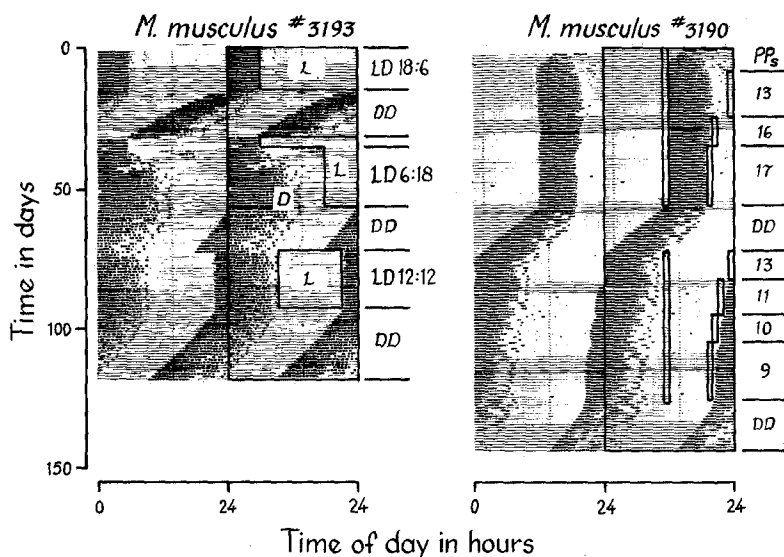 M. musculus #3193
M. musculus #3190
Time in days
0
50
100
150
L
D
L
L
LD 18:6
DD
LD 6:18
DD
LD 12:12
DD
PPs
13
16
17
DD
13
11
10
9
DD
0
24
24
0
24
24
Time of day in hours